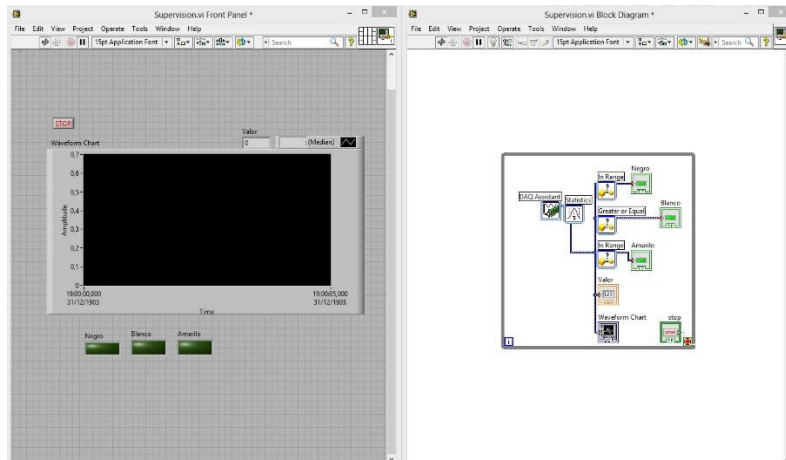 Supervision.vi Front Panel *
File Edit View Project Operate Tools Window Help
15pt Application Font
Search
STOP
Valor
0
(Median)
Waveform Chart
0,7
0,6
0,5
0,4
0,3
0,2
0,1
0
Amplitude
19:00:00,000
31/12/1903
19:00:05,000
31/12/1903
Time
Negro
Blanco
Amarilo
Supervision.vi Block Diagram *
File Edit View Project Operate Tools Window Help
15pt Application Font
Search
Negro
In Range
DAQ Assistant
Statistics
Blanco
Greater or Equal
In Range
Amarilo
Valor
Waveform Chart
stop
i